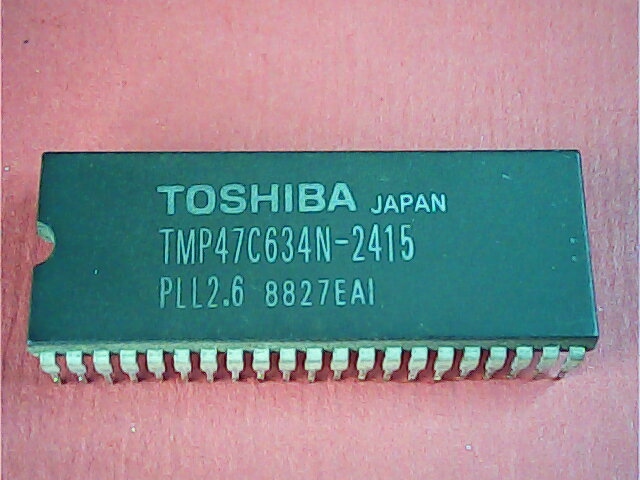 TOSHIBA JAPAN
TMP47C634N-2415
PLL2.6 8827EAI